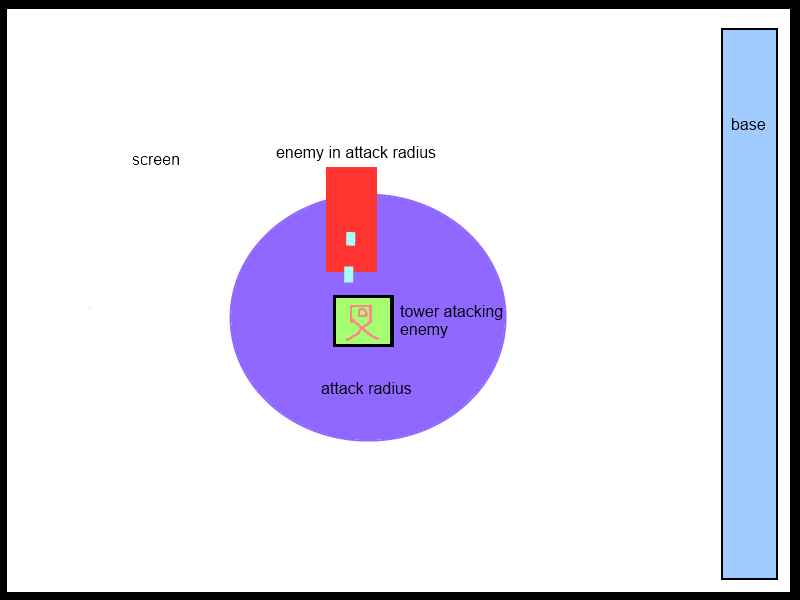 base
enemy in attack radius
screen
tower atacking
enemy
attack radius